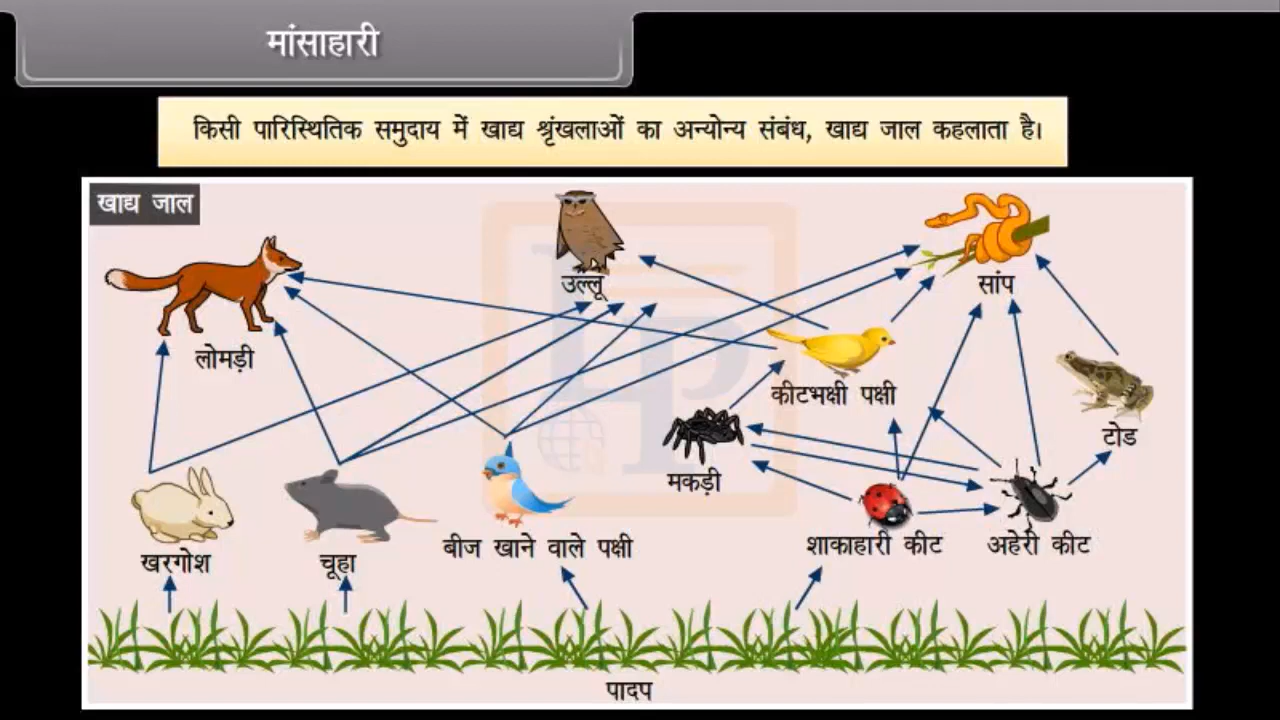 मांसाहारी
किसी पारिस्थितिक समुदाय में खाद्य श्रृंखलाओं का अन्योन्य संबंध, खाद्य जाल कहलाता है।
खाद्य जाल
उल्लू
सांप
लोमड़ी
कीटभक्षी पक्षी
टोड
मकड़ी
खरगोश
चूहा
बीज खाने वाले पक्षी
शाकाहारी कीट
अहेरी कीट
पादप